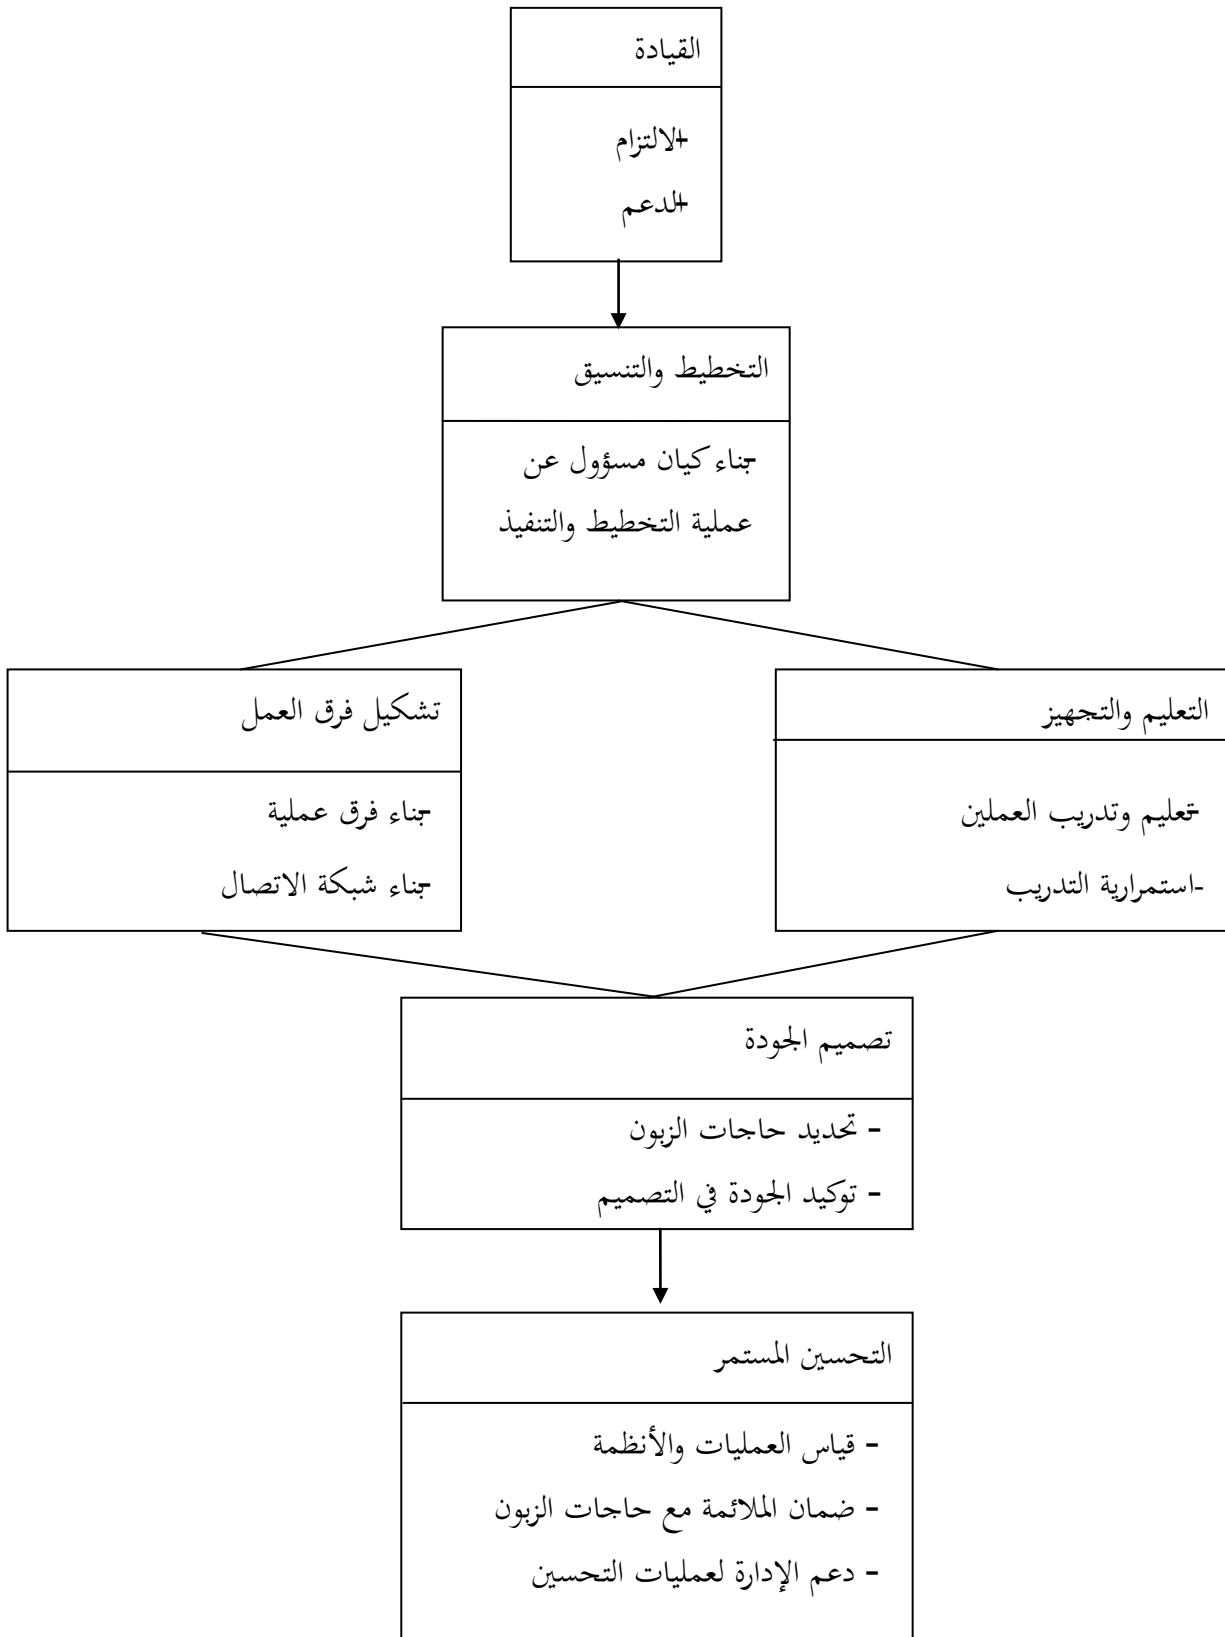 القيادة
-الالتزام
-الدعم
التخطيط والتنسيق
-بناء كيان مسؤول عن
عملية التخطيط والتنفيذ
التعليم والتجهيز
-تعليم وتدريب العملين
-استمرارية التدريب
تشكيل فرق العمل
-بناء فرق عملية
-بناء شبكة الاتصال
تصميم الجودة
- تحديد حاجات الزبون
- توكيد الجودة في التصميم
التحسين المستمر
- قياس العمليات والأنظمة
- ضمان الملائمة مع حاجات الزبون
- دعم الإدارة لعمليات التحسين